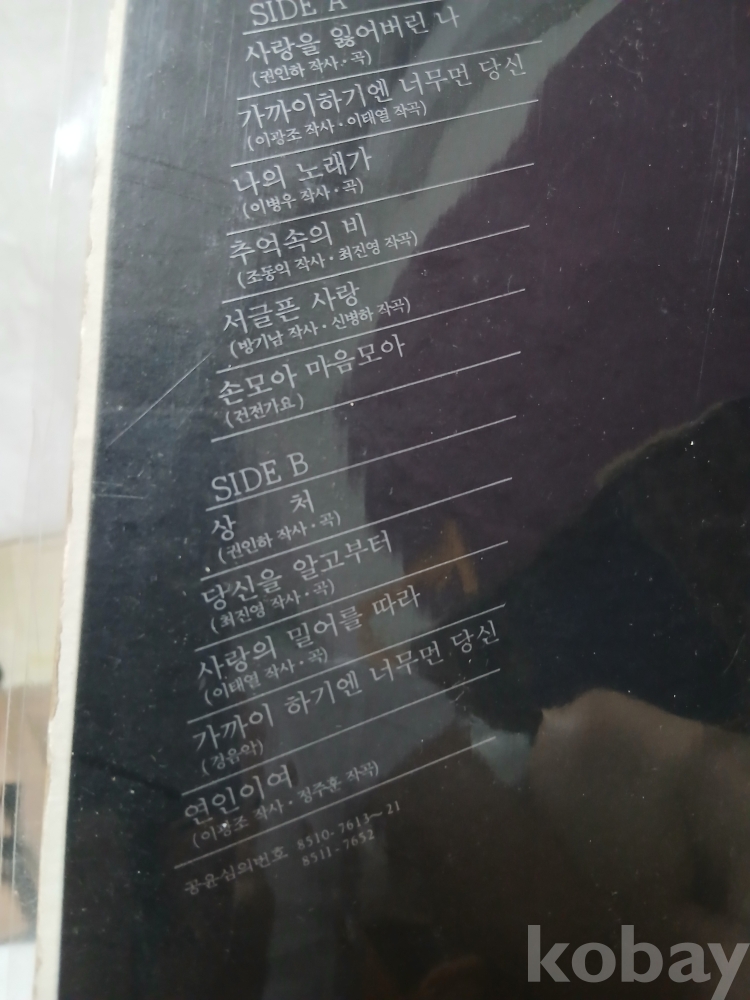 SIDE A
사랑을 잃어버린 나
(권인하 작사·곡)
가까이하기엔 너무먼 당신
(이광조 작사·이태열 작곡)
나의 노래가
(이병우 작사·곡)
추억속의 비
(조동익 작사·최진영 작곡)
서글픈 사랑
(방기남 작사·신병하 작곡)
손모아 마음모아
(건전가요)
SIDE B
상 처
(권인하 작사·곡)
당신을 알고부터
(최진영 작사·곡)
사랑의 밀어를 따라
(이태열 작사·곡)
가까이 하기엔 너무먼 당신
(경음악)
연인이여
(이광조 작사·정주훈 작곡)
공윤심의번호 8510-7613~21
8511-7652
kobay